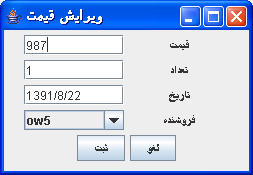 ویرایش قیمت
قیمت 987
تعداد 1
تاریخ 1391/8/22
فروشنده ow5
لغو ثبت